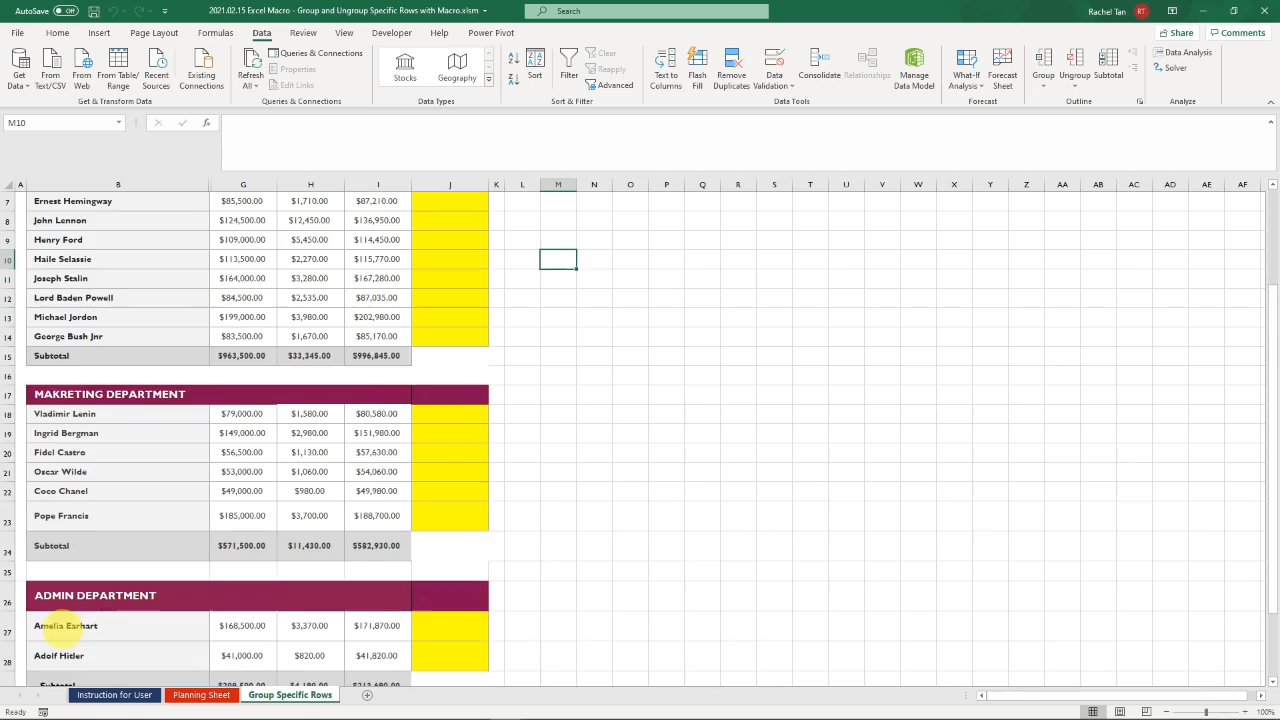 AutoSave Off
2021.02.15 Excel Macro - Group and Ungroup Specific Rows with Macro.xlsm
Search
Rachel Tan RT
File Home Insert Page Layout Formulas Data Review View Developer Help Power Pivot Share Comments
Get Data From Text/CSV From Web From Table/Range Recent Sources Existing Connections
Get & Transform Data
Refresh All Queries & Connections Properties Edit Links
Queries & Connections
Stocks Geography
Data Types
Sort Filter Clear Reapply Advanced
Sort & Filter
Text to Columns Flash Fill Remove Duplicates Data Validation Consolidate Relationships Manage Data Model
Data Tools
What-If Analysis Forecast Sheet
Forecast
Group Ungroup Subtotal
Outline
Data Analysis Solver
Analyze
M10 fx
A B G H I J K L M N O P Q R S T U V W X Y Z AA AB AC AD AE AF
7 Ernest Hemingway $85,500.00 $1,710.00 $87,210.00
8 John Lennon $124,500.00 $12,450.00 $136,950.00
9 Henry Ford $109,000.00 $5,450.00 $114,450.00
10 Haile Selassie $113,500.00 $2,270.00 $115,770.00
11 Joseph Stalin $164,000.00 $3,280.00 $167,280.00
12 Lord Baden Powell $84,500.00 $2,535.00 $87,035.00
13 Michael Jordon $199,000.00 $3,980.00 $202,980.00
14 George Bush Jnr $83,500.00 $1,670.00 $85,170.00
15 Subtotal $963,500.00 $33,345.00 $996,845.00
16
17 MAKRETING DEPARTMENT
18 Vladimir Lenin $79,000.00 $1,580.00 $80,580.00
19 Ingrid Bergman $149,000.00 $2,980.00 $151,980.00
20 Fidel Castro $56,500.00 $1,130.00 $57,630.00
21 Oscar Wilde $53,000.00 $1,060.00 $54,060.00
22 Coco Chanel $49,000.00 $980.00 $49,980.00
23 Pope Francis $185,000.00 $3,700.00 $188,700.00
24 Subtotal $571,500.00 $11,430.00 $582,930.00
25
26 ADMIN DEPARTMENT
27 Amelia Earhart $168,500.00 $3,370.00 $171,870.00
28 Adolf Hitler $41,000.00 $820.00 $41,820.00
Subtotal $209,500.00 $4,190.00 $213,690.00
Instruction for User Planning Sheet Group Specific Rows
Ready 100%